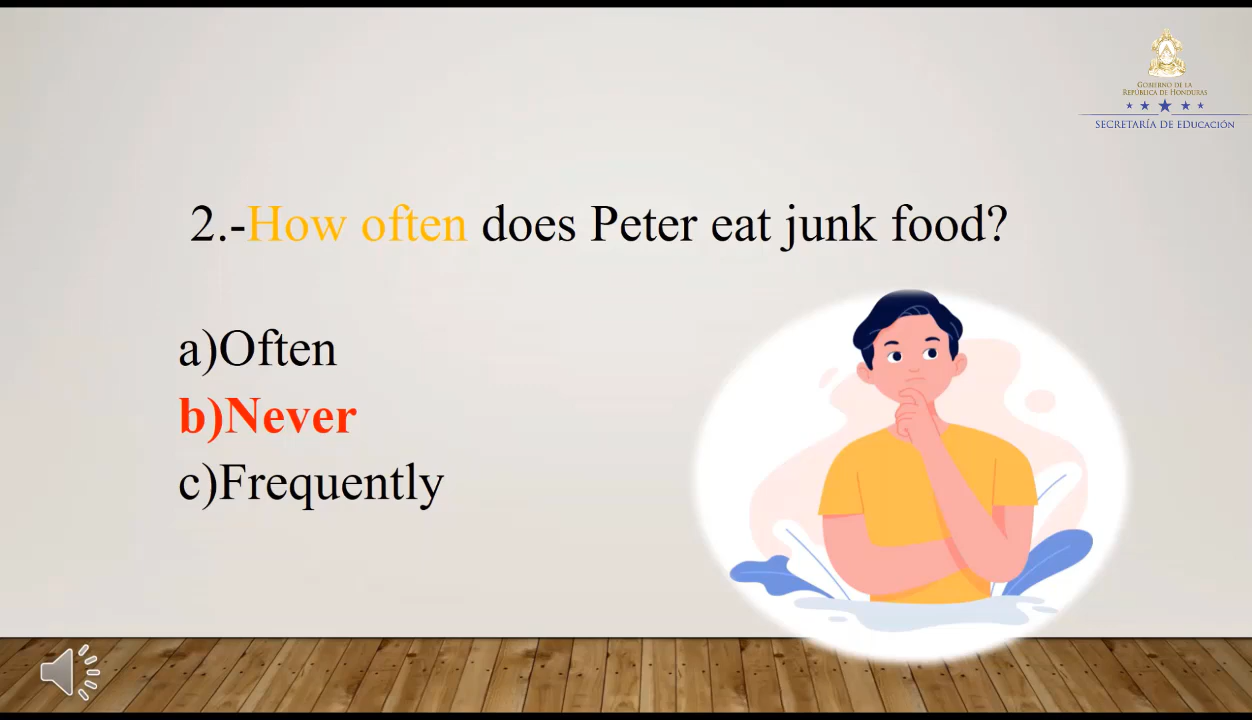 GOBIERNO DE LA
REPÚBLICA DE HONDURAS
SECRETARÍA DE EDUCACIÓN
2.-How often does Peter eat junk food?
a)Often
b)Never
c)Frequently